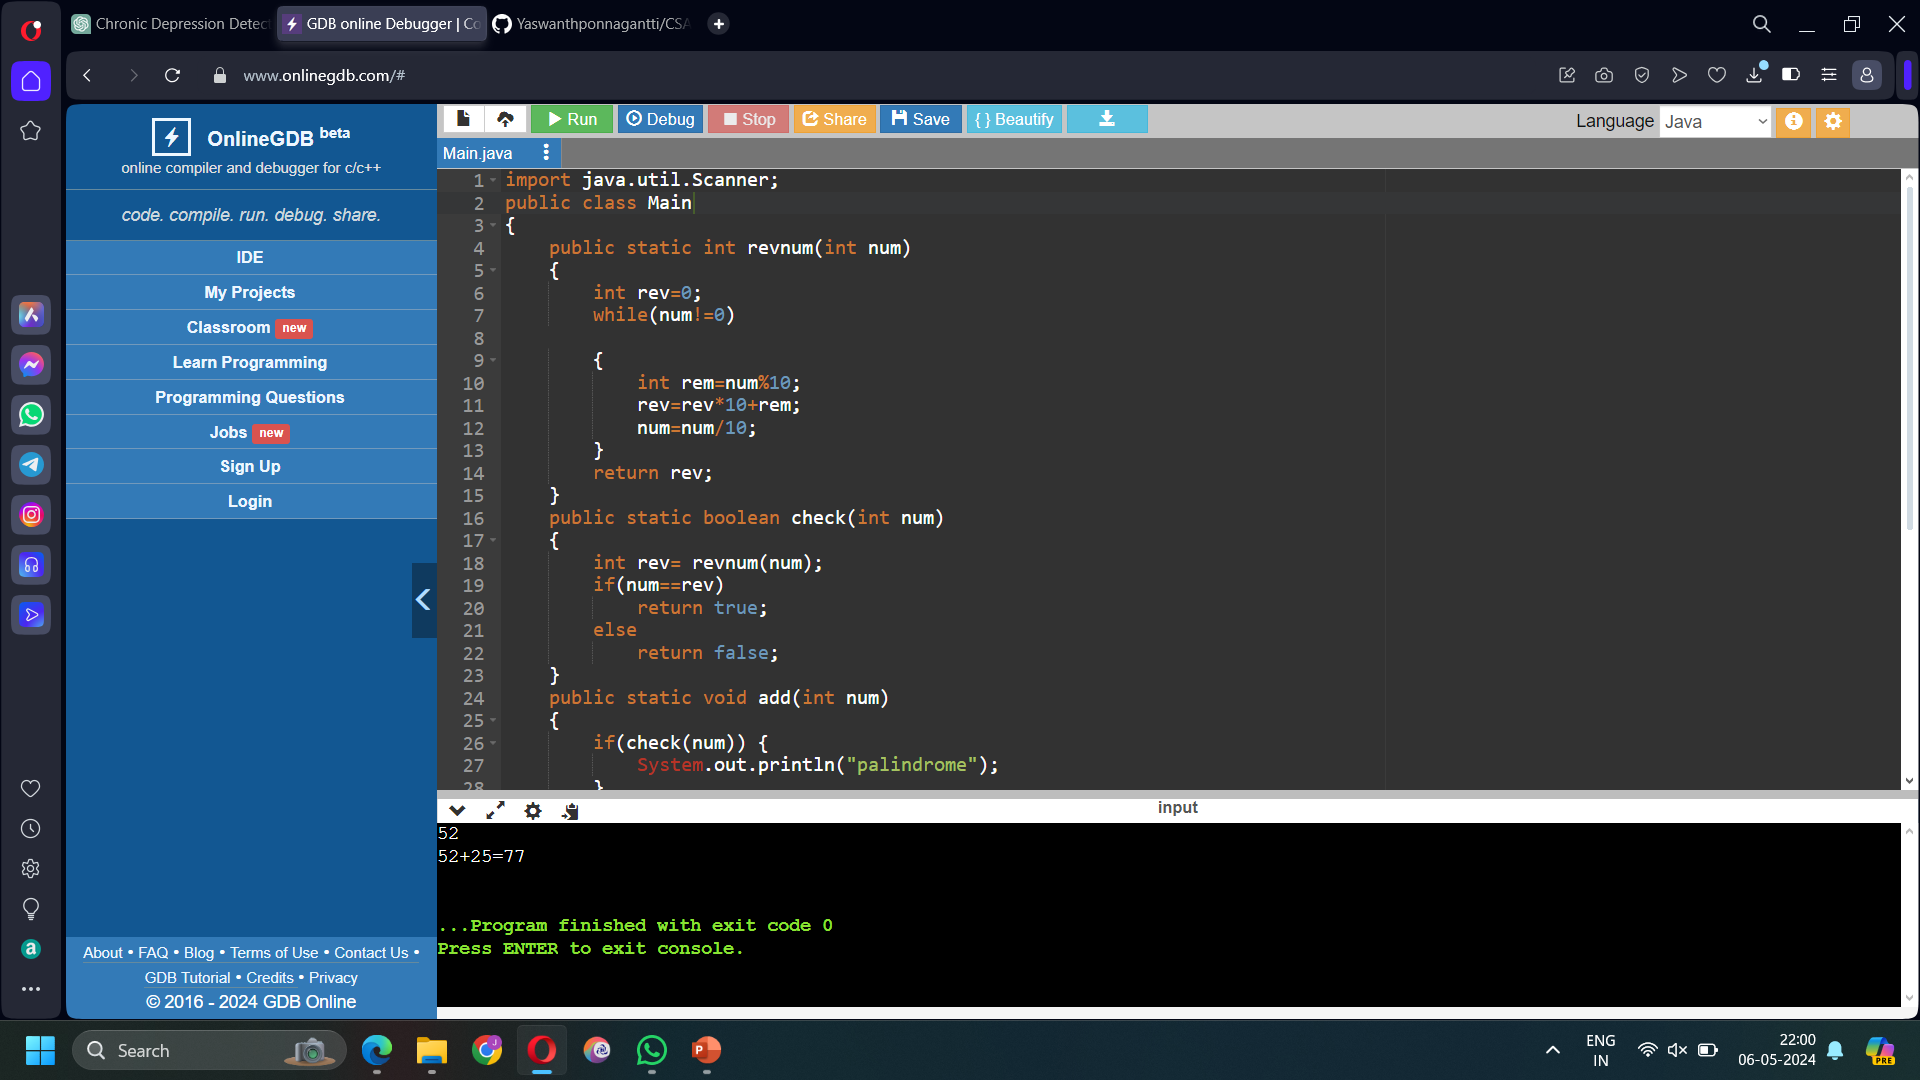 Chronic Depression Detect
GDB online Debugger | Co
Yaswanthponnagantti/CSA
www.onlinegdb.com/#
OnlineGDB beta
online compiler and debugger for c/c++
code. compile. run. debug. share.
IDE
My Projects
Classroom new
Learn Programming
Programming Questions
Jobs new
Sign Up
Login
About • FAQ • Blog • Terms of Use • Contact Us •
GDB Tutorial • Credits • Privacy
© 2016 - 2024 GDB Online
Run
Debug
Stop
Share
Save
{ } Beautify
Language Java
Main.java
1 import java.util.Scanner;
2 public class Main
3 {
4 public static int revnum(int num)
5 {
6 int rev=0;
7 while(num!=0)
8
9 {
10 int rem=num%10;
11 rev=rev*10+rem;
12 num=num/10;
13 }
14 return rev;
15 }
16 public static boolean check(int num)
17 {
18 int rev= revnum(num);
19 if(num==rev)
20 return true;
21 else
22 return false;
23 }
24 public static void add(int num)
25 {
26 if(check(num)) {
27 System.out.println("palindrome");
28 }
input
52
52+25=77
...Program finished with exit code 0
Press ENTER to exit console.
Search
ENG
IN
22:00
06-05-2024
PRE